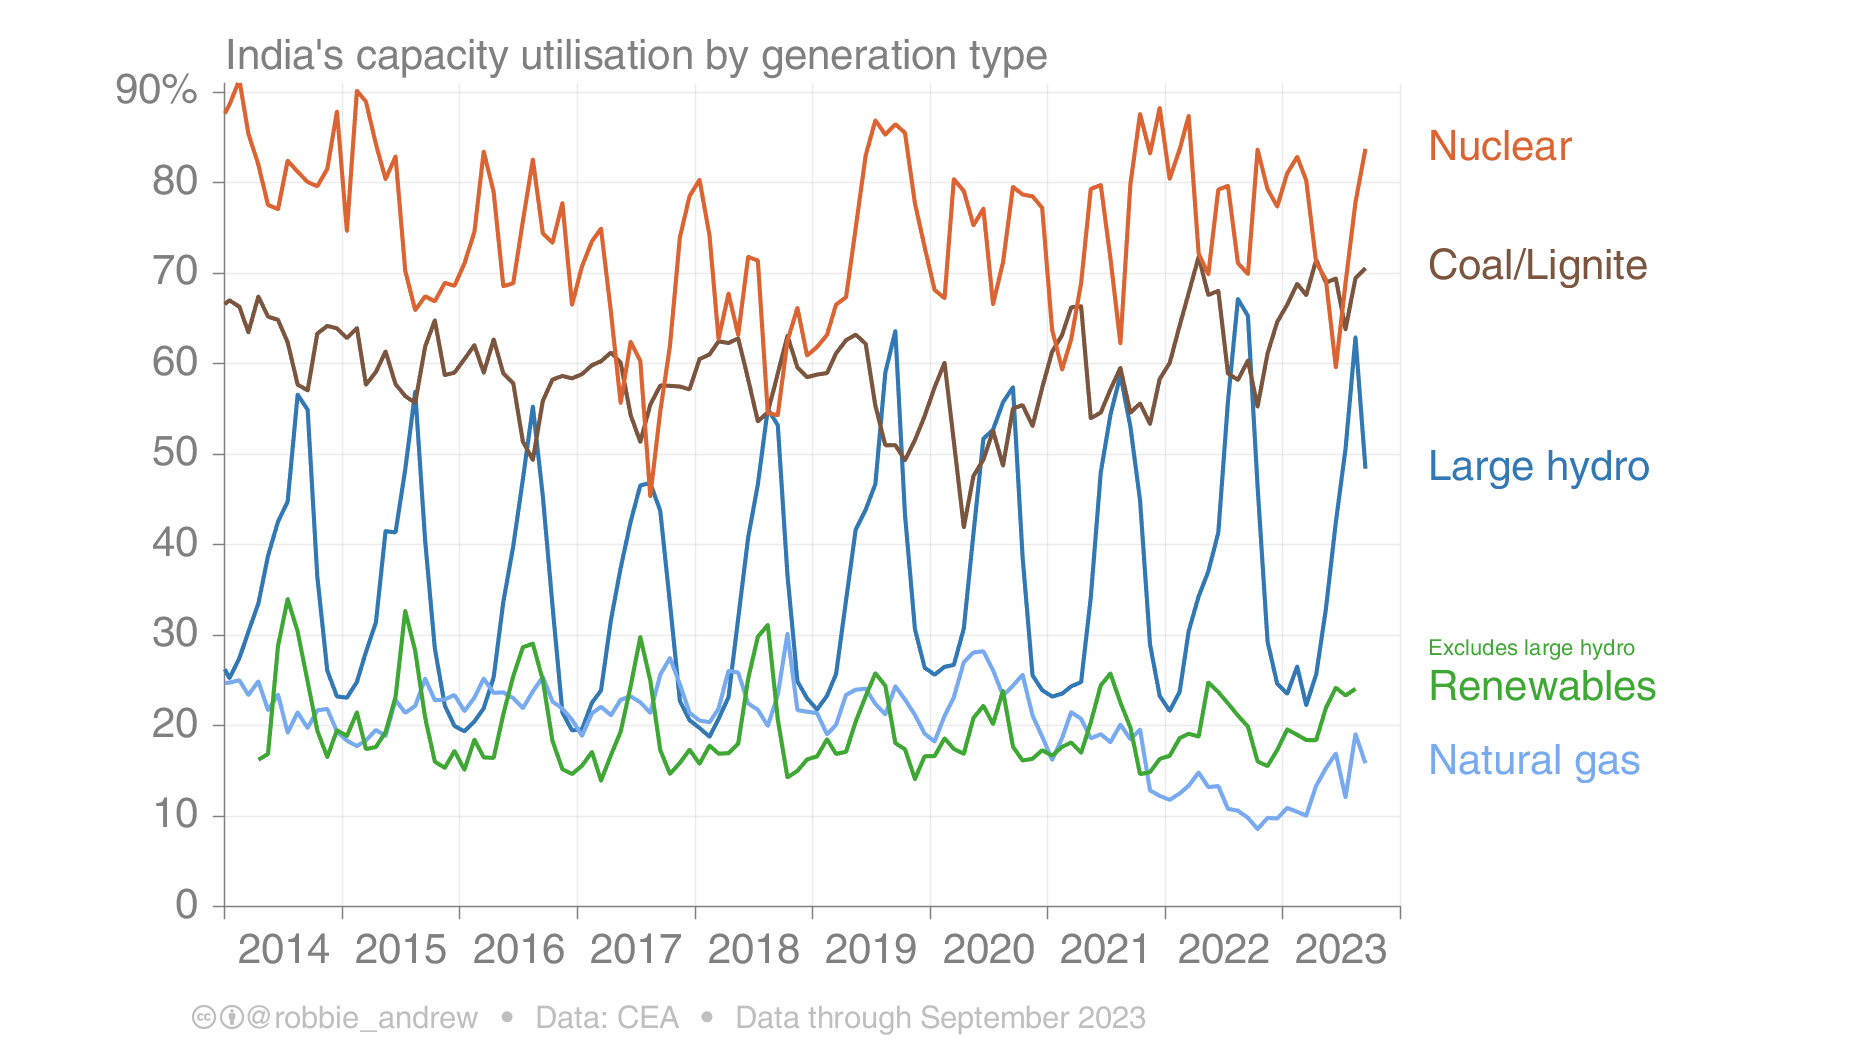 India's capacity utilisation by generation type
90%
80
70
60
50
40
30
20
10
0
Nuclear
Coal/Lignite
Large hydro
Excludes large hydro
Renewables
Natural gas
2014 2015 2016 2017 2018 2019 2020 2021 2022 2023
@robbie_andrew • Data: CEA • Data through September 2023